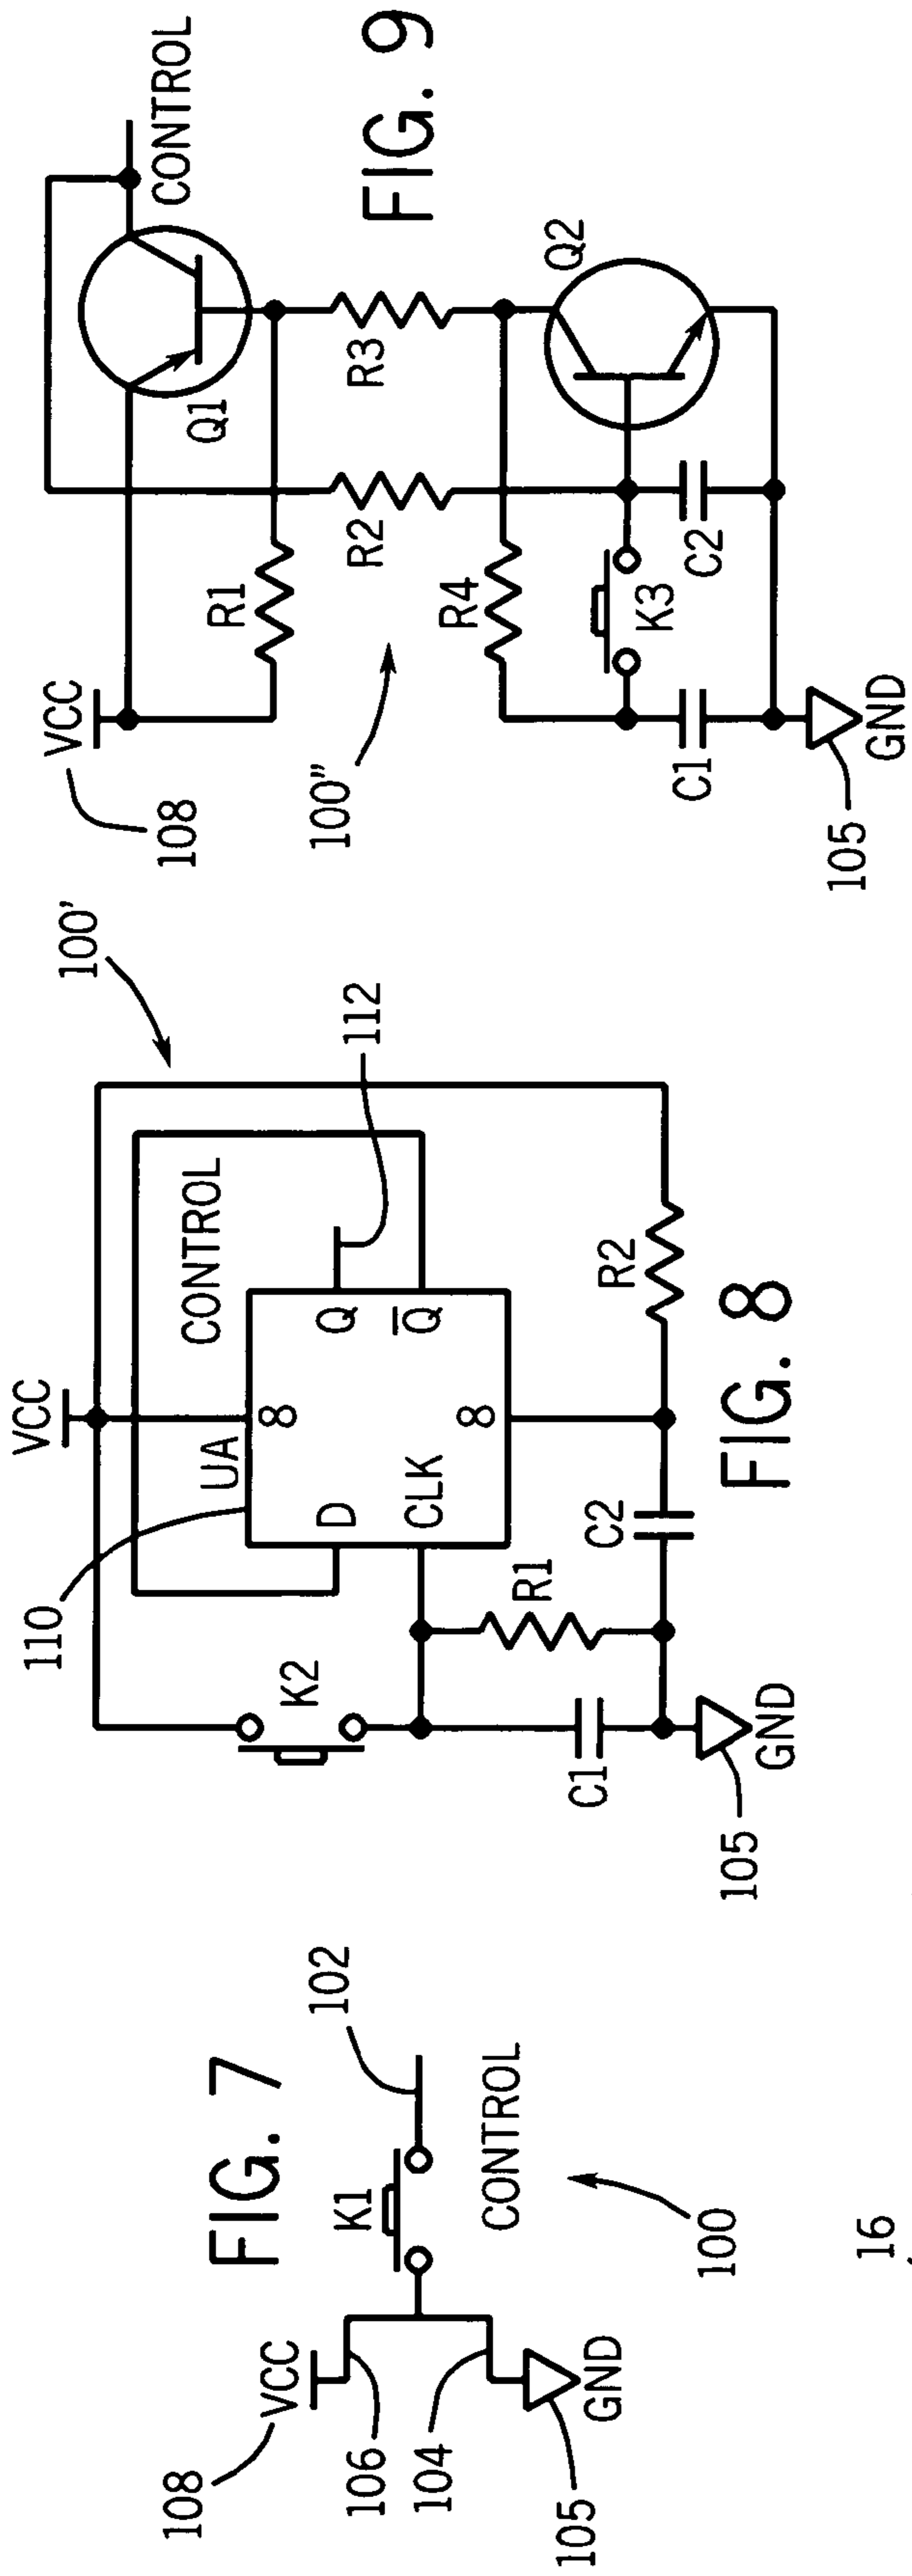 FIG. 7
VCC
108
106
104
105
GND
K1
102
CONTROL
100
16
FIG. 8
VCC
100'
110
UA
8
D
Q
CLK
Q̅
8
CONTROL
112
K2
R1
C1
C2
R2
105
GND
FIG. 9
VCC
108
CONTROL
Q1
R1
R2
R3
R4
100"
K3
Q2
C1
C2
105
GND